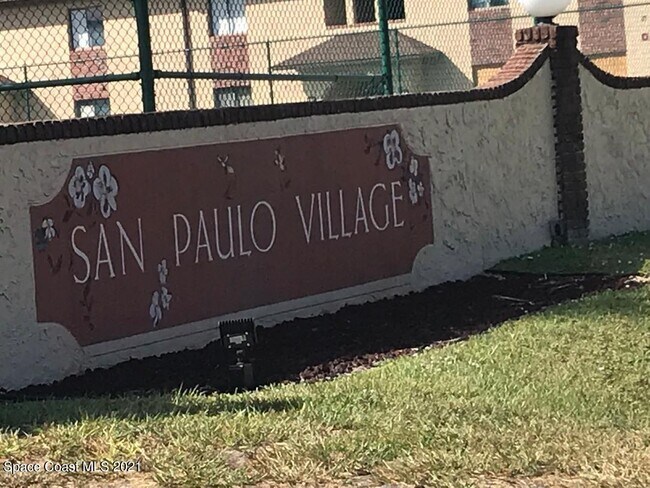 SAN PAULO VILLAGE
Space Coast MLS 2021